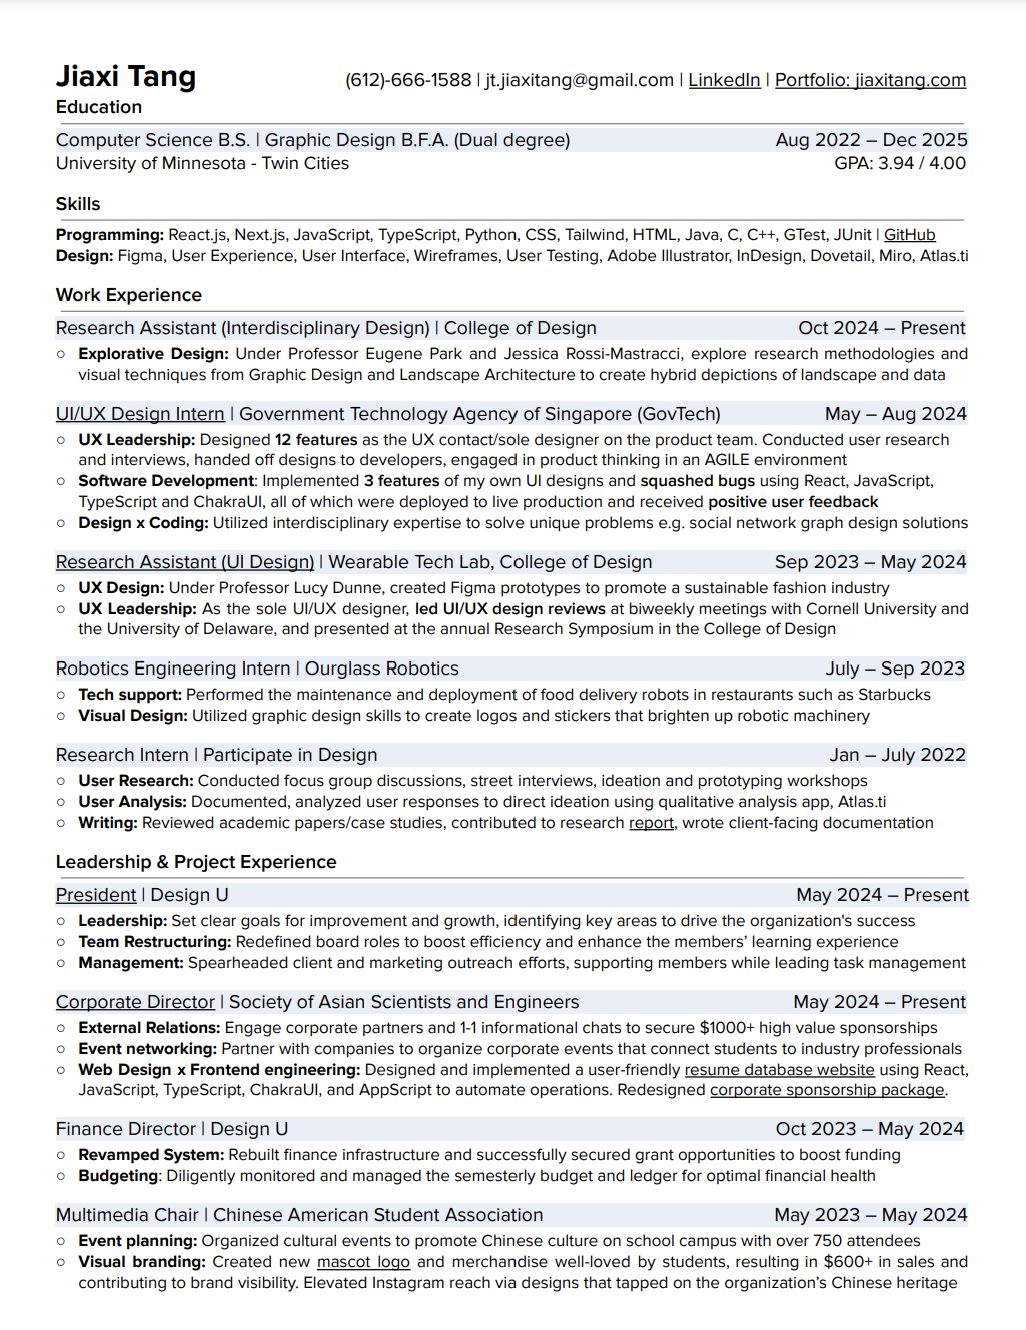 Jiaxi Tang (612)-666-1588 | jt.jiaxitang@gmail.com | LinkedIn | Portfolio: jiaxitang.com
Education
Computer Science B.S. | Graphic Design B.F.A. (Dual degree) Aug 2022 – Dec 2025
University of Minnesota - Twin Cities GPA: 3.94 / 4.00
Skills
Programming: React.js, Next.js, JavaScript, TypeScript, Python, CSS, Tailwind, HTML, Java, C, C++, GTest, JUnit | GitHub
Design: Figma, User Experience, User Interface, Wireframes, User Testing, Adobe Illustrator, InDesign, Dovetail, Miro, Atlas.ti
Work Experience
Research Assistant (Interdisciplinary Design) | College of Design Oct 2024 – Present
○ Explorative Design: Under Professor Eugene Park and Jessica Rossi-Mastracci, explore research methodologies and
visual techniques from Graphic Design and Landscape Architecture to create hybrid depictions of landscape and data
UI/UX Design Intern | Government Technology Agency of Singapore (GovTech) May – Aug 2024
○ UX Leadership: Designed 12 features as the UX contact/sole designer on the product team. Conducted user research
and interviews, handed off designs to developers, engaged in product thinking in an AGILE environment
○ Software Development: Implemented 3 features of my own UI designs and squashed bugs using React, JavaScript,
TypeScript and ChakraUI, all of which were deployed to live production and received positive user feedback
○ Design x Coding: Utilized interdisciplinary expertise to solve unique problems e.g. social network graph design solutions
Research Assistant (UI Design) | Wearable Tech Lab, College of Design Sep 2023 – May 2024
○ UX Design: Under Professor Lucy Dunne, created Figma prototypes to promote a sustainable fashion industry
○ UX Leadership: As the sole UI/UX designer, led UI/UX design reviews at biweekly meetings with Cornell University and
the University of Delaware, and presented at the annual Research Symposium in the College of Design
Robotics Engineering Intern | Ourglass Robotics July – Sep 2023
○ Tech support: Performed the maintenance and deployment of food delivery robots in restaurants such as Starbucks
○ Visual Design: Utilized graphic design skills to create logos and stickers that brighten up robotic machinery
Research Intern | Participate in Design Jan – July 2022
○ User Research: Conducted focus group discussions, street interviews, ideation and prototyping workshops
○ User Analysis: Documented, analyzed user responses to direct ideation using qualitative analysis app, Atlas.ti
○ Writing: Reviewed academic papers/case studies, contributed to research report, wrote client-facing documentation
Leadership & Project Experience
President | Design U May 2024 – Present
○ Leadership: Set clear goals for improvement and growth, identifying key areas to drive the organization's success
○ Team Restructuring: Redefined board roles to boost efficiency and enhance the members’ learning experience
○ Management: Spearheaded client and marketing outreach efforts, supporting members while leading task management
Corporate Director | Society of Asian Scientists and Engineers May 2024 – Present
○ External Relations: Engage corporate partners and 1-1 informational chats to secure $1000+ high value sponsorships
○ Event networking: Partner with companies to organize corporate events that connect students to industry professionals
○ Web Design x Frontend engineering: Designed and implemented a user-friendly resume database website using React,
JavaScript, TypeScript, ChakraUI, and AppScript to automate operations. Redesigned corporate sponsorship package.
Finance Director | Design U Oct 2023 – May 2024
○ Revamped System: Rebuilt finance infrastructure and successfully secured grant opportunities to boost funding
○ Budgeting: Diligently monitored and managed the semesterly budget and ledger for optimal financial health
Multimedia Chair | Chinese American Student Association May 2023 – May 2024
○ Event planning: Organized cultural events to promote Chinese culture on school campus with over 750 attendees
○ Visual branding: Created new mascot logo and merchandise well-loved by students, resulting in $600+ in sales and
contributing to brand visibility. Elevated Instagram reach via designs that tapped on the organization’s Chinese heritage